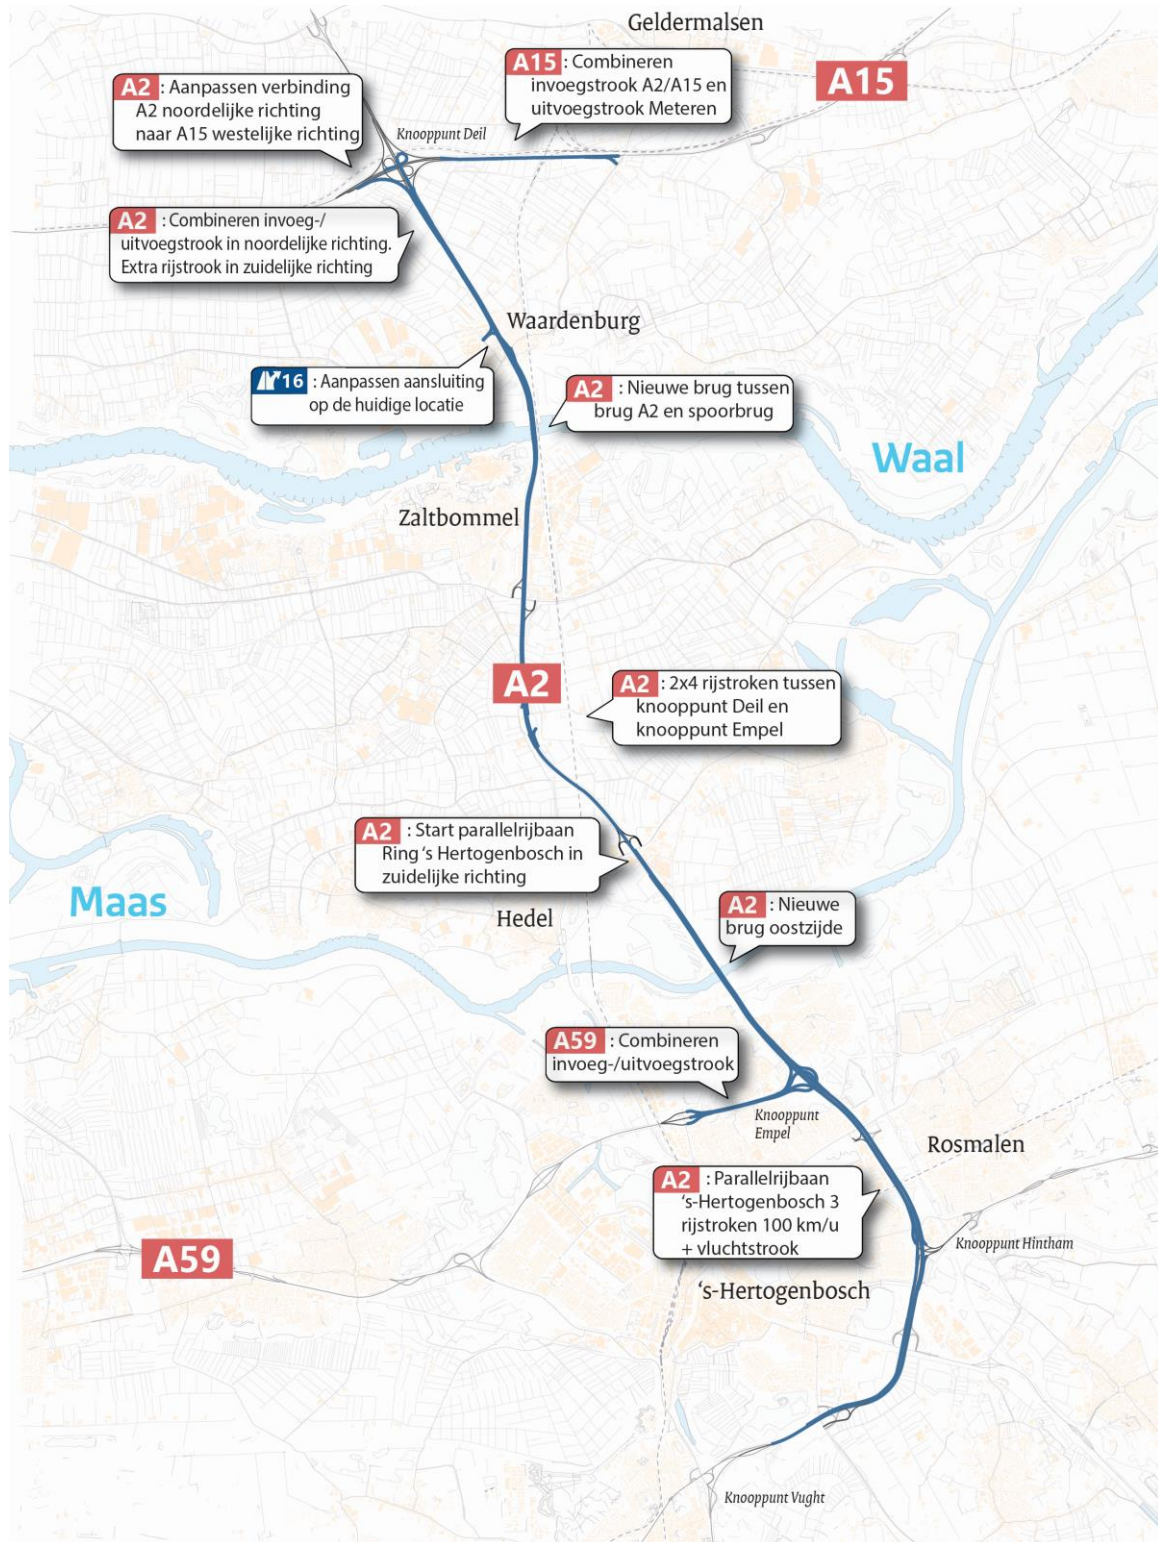 Geldermalsen
A2 : Aanpassen verbinding
A2 noordelijke richting
naar A15 westelijke richting
A15 : Combineren
invoegstrook A2/A15 en
uitvoegstrook Meteren
A15
Knooppunt Deil
A2 : Combineren invoeg-/
uitvoegstrook in noordelijke richting.
Extra rijstrook in zuidelijke richting
Waardenburg
16 : Aanpassen aansluiting
op de huidige locatie
A2 : Nieuwe brug tussen
brug A2 en spoorbrug
Waal
Zaltbommel
A2
A2 : 2x4 rijstroken tussen
knooppunt Deil en
knooppunt Empel
A2 : Start parallelrijbaan
Ring ‘s Hertogenbosch in
zuidelijke richting
Maas
Hedel
A2 : Nieuwe
brug oostzijde
A59 : Combineren
invoeg-/uitvoegstrook
Knooppunt
Empel
Rosmalen
A2 : Parallelrijbaan
‘s-Hertogenbosch 3
rijstroken 100 km/u
+ vluchtstrook
Knooppunt Hintham
A59
‘s-Hertogenbosch
Knooppunt Vught